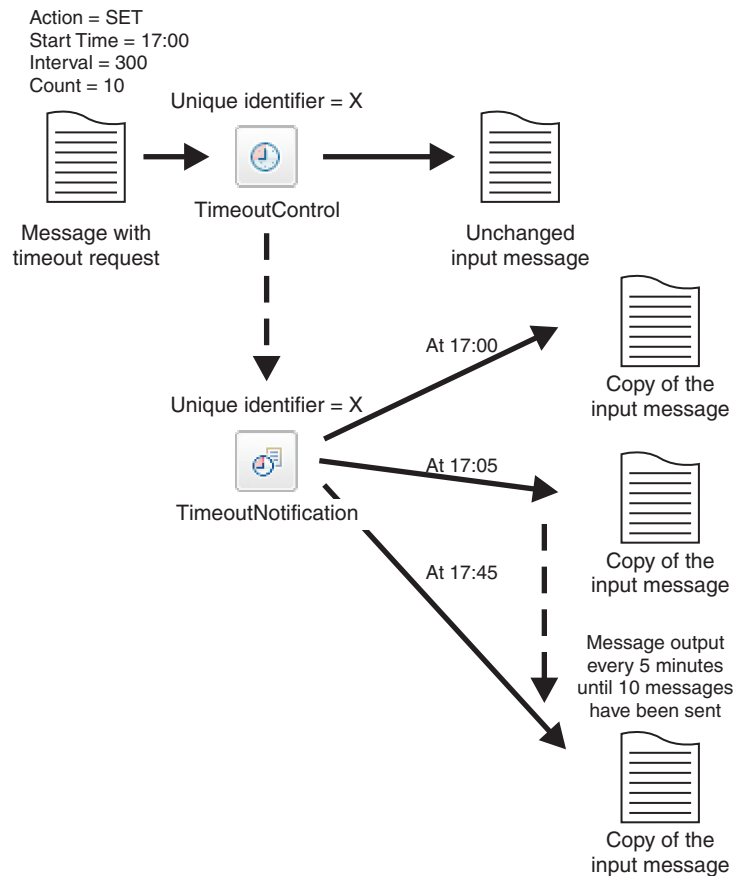 Action = SET
Start Time = 17:00
Interval = 300
Count = 10
Unique identifier = X
TimeoutControl
Message with
timeout request
Unchanged
input message
At 17:00
Copy of the
input message
Unique identifier = X
TimeoutNotification
At 17:05
Copy of the
input message
At 17:45
Message output
every 5 minutes
until 10 messages
have been sent
Copy of the
input message